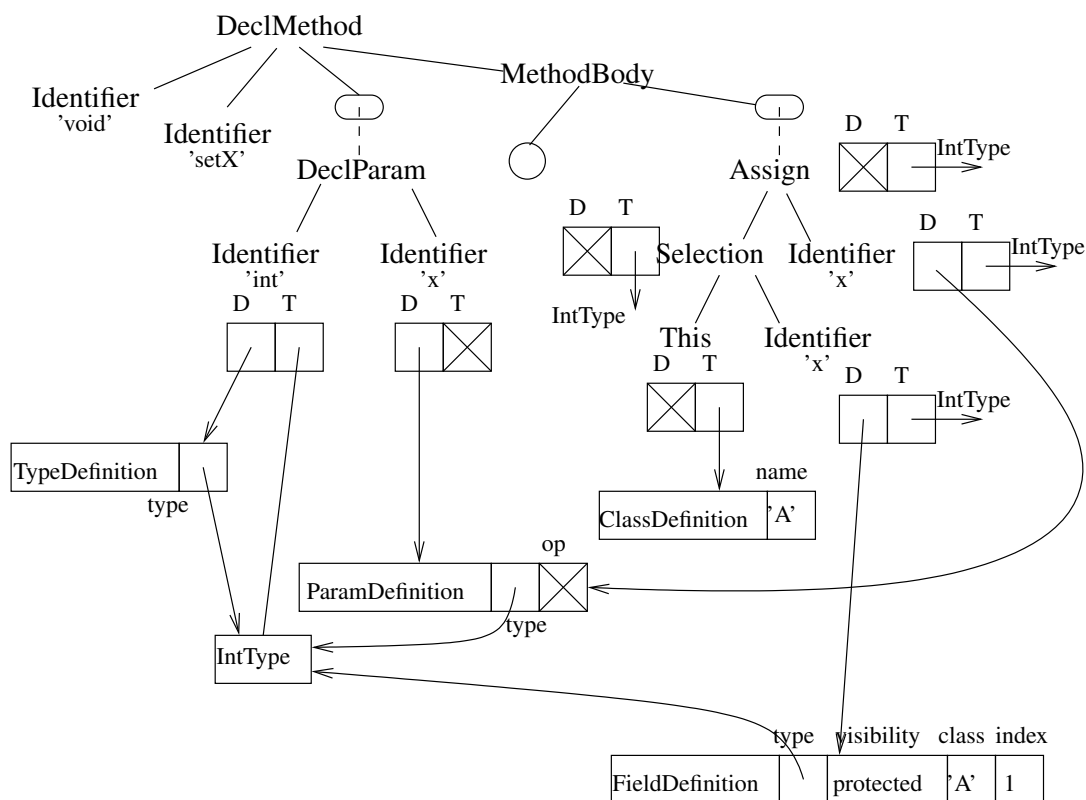 DeclMethod
MethodBody
Identifier
'void'
Identifier
'setX'
D T
IntType
DeclParam
Assign
D T
D T
Identifier
'int'
Identifier
'x'
Selection
Identifier
'x'
IntType
D T
D T
IntType
This
Identifier
'x'
D T
D T
IntType
TypeDefinition
type
name
ClassDefinition 'A'
op
ParamDefinition
type
IntType
type visibility class index
FieldDefinition protected 'A' 1